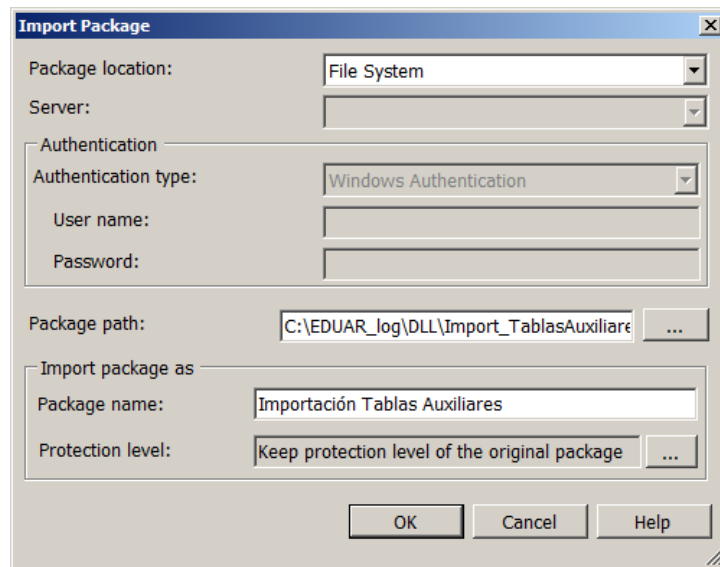 Import Package
Package location: File System
Server:
Authentication
Authentication type: Windows Authentication
User name:
Password:
Package path: C:\EDUAR_log\DLL\Import_TablasAuxiliare ...
Import package as
Package name: Importación Tablas Auxiliares
Protection level: Keep protection level of the original package ...
OK Cancel Help